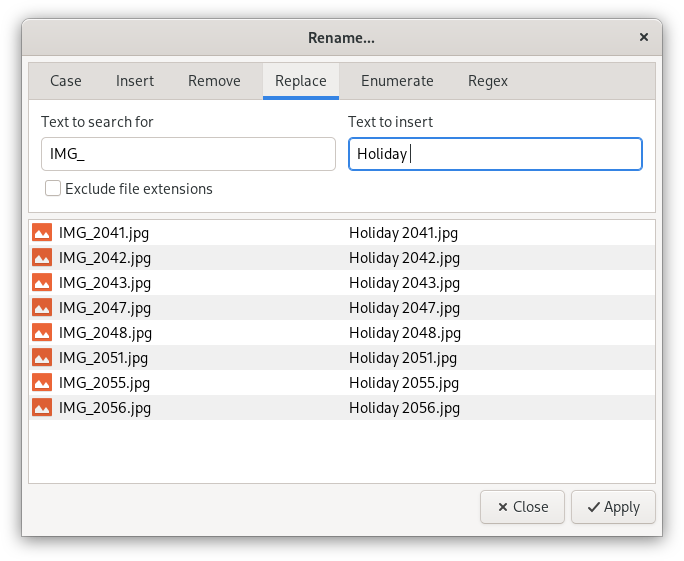 Rename...
Case Insert Remove Replace Enumerate Regex
Text to search for Text to insert
IMG_ Holiday
Exclude file extensions
IMG_2041.jpg Holiday 2041.jpg
IMG_2042.jpg Holiday 2042.jpg
IMG_2043.jpg Holiday 2043.jpg
IMG_2047.jpg Holiday 2047.jpg
IMG_2048.jpg Holiday 2048.jpg
IMG_2051.jpg Holiday 2051.jpg
IMG_2055.jpg Holiday 2055.jpg
IMG_2056.jpg Holiday 2056.jpg
Close Apply